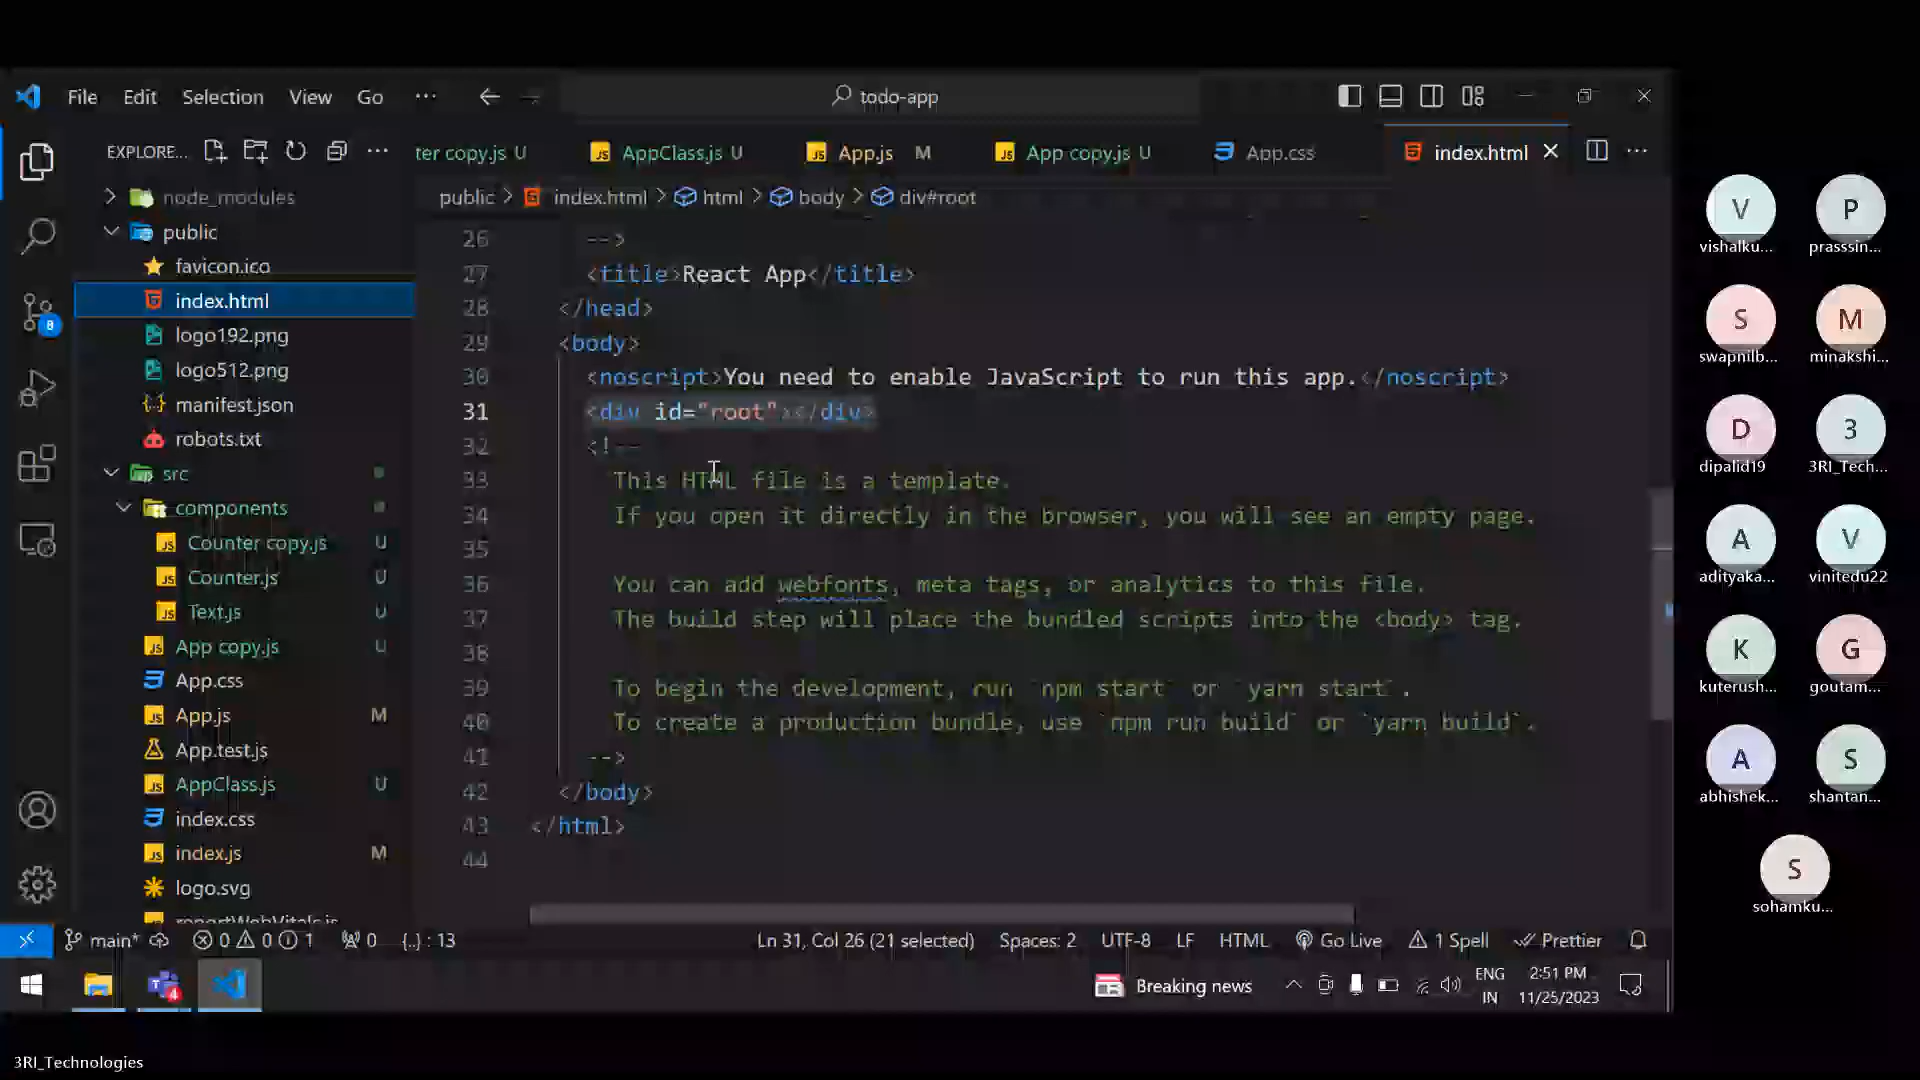 File Edit Selection View Go ··· todo-app
EXPLORE... ter copy.js U AppClass.js U App.js M App copy.js U App.css index.html
public > index.html > html > body > div#root
node_modules
public
favicon.ico
index.html
logo192.png
logo512.png
manifest.json
robots.txt
src
components
Counter copy.js U
Counter.js U
Text.js U
App copy.js U
App.css
App.js M
App.test.js
AppClass.js U
index.css
index.js M
logo.svg
reportWebVitals.js
26 -->
27 <title>React App</title>
28 </head>
29 <body>
30 <noscript>You need to enable JavaScript to run this app.</noscript>
31 <div id="root"></div>
32 <!--
33 This HTML file is a template.
34 If you open it directly in the browser, you will see an empty page.
35
36 You can add webfonts, meta tags, or analytics to this file.
37 The build step will place the bundled scripts into the <body> tag.
38
39 To begin the development, run `npm start` or `yarn start`.
40 To create a production bundle, use `npm run build` or `yarn build`.
41 -->
42 </body>
43 </html>
44
8
main* 0 0 1 0 {..} : 13 Ln 31, Col 26 (21 selected) Spaces: 2 UTF-8 LF HTML Go Live 1 Spell Prettier
4 Breaking news ENG IN 2:51 PM 11/25/2023
V P
vishalku... prasssin...
S M
swapnilb... minakshi...
D 3
dipalid19 3RI_Tech...
A V
adityaka... vinitedu22
K G
kuterush... goutam...
A S
abhishek... shantan...
S
sohamku...
3RI_Technologies